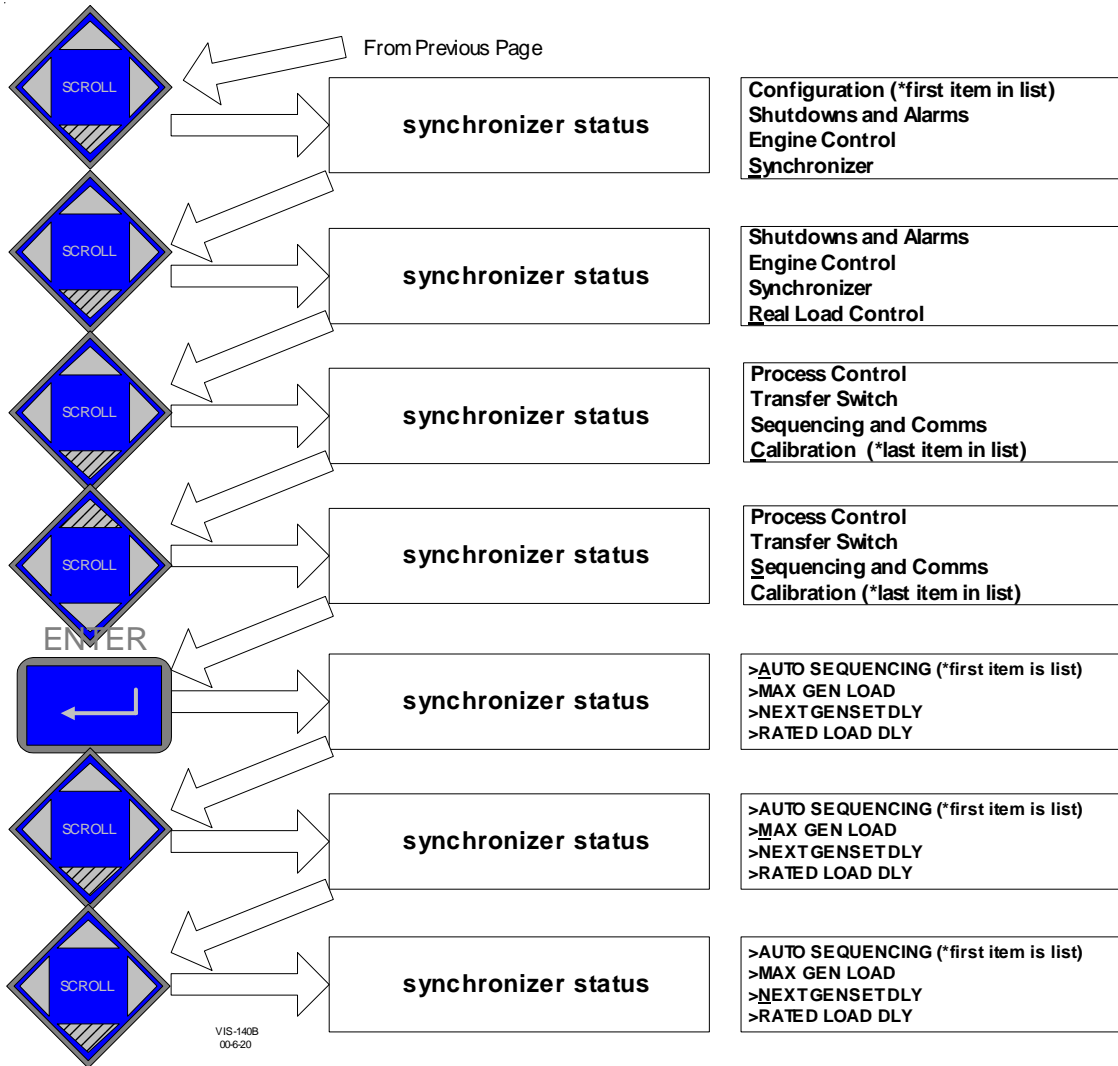 From Previous Page
SCROLL
synchronizer status
Configuration (*first item in list)
Shutdowns and Alarms
Engine Control
Synchronizer
SCROLL
synchronizer status
Shutdowns and Alarms
Engine Control
Synchronizer
Real Load Control
SCROLL
synchronizer status
Process Control
Transfer Switch
Sequencing and Comms
Calibration (*last item in list)
SCROLL
synchronizer status
Process Control
Transfer Switch
Sequencing and Comms
Calibration (*last item in list)
ENTER
synchronizer status
>AUTO SEQUENCING (*first item is list)
>MAX GEN LOAD
>NEXT GENSET DLY
>RATED LOAD DLY
SCROLL
synchronizer status
>AUTO SEQUENCING (*first item is list)
>MAX GEN LOAD
>NEXT GENSET DLY
>RATED LOAD DLY
SCROLL
synchronizer status
>AUTO SEQUENCING (*first item is list)
>MAX GEN LOAD
>NEXT GENSET DLY
>RATED LOAD DLY
VIS-140B
00-6-20